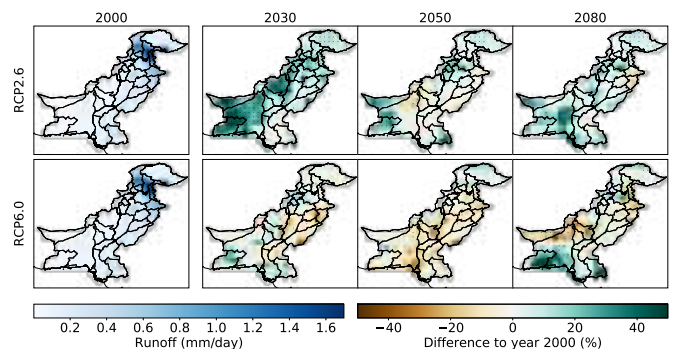 2000 2030 2050 2080
RCP2.6
RCP6.0
0.2 0.4 0.6 0.8 1.0 1.2 1.4 1.6 −40 −20 0 20 40
Runoff (mm/day) Difference to year 2000 (%)